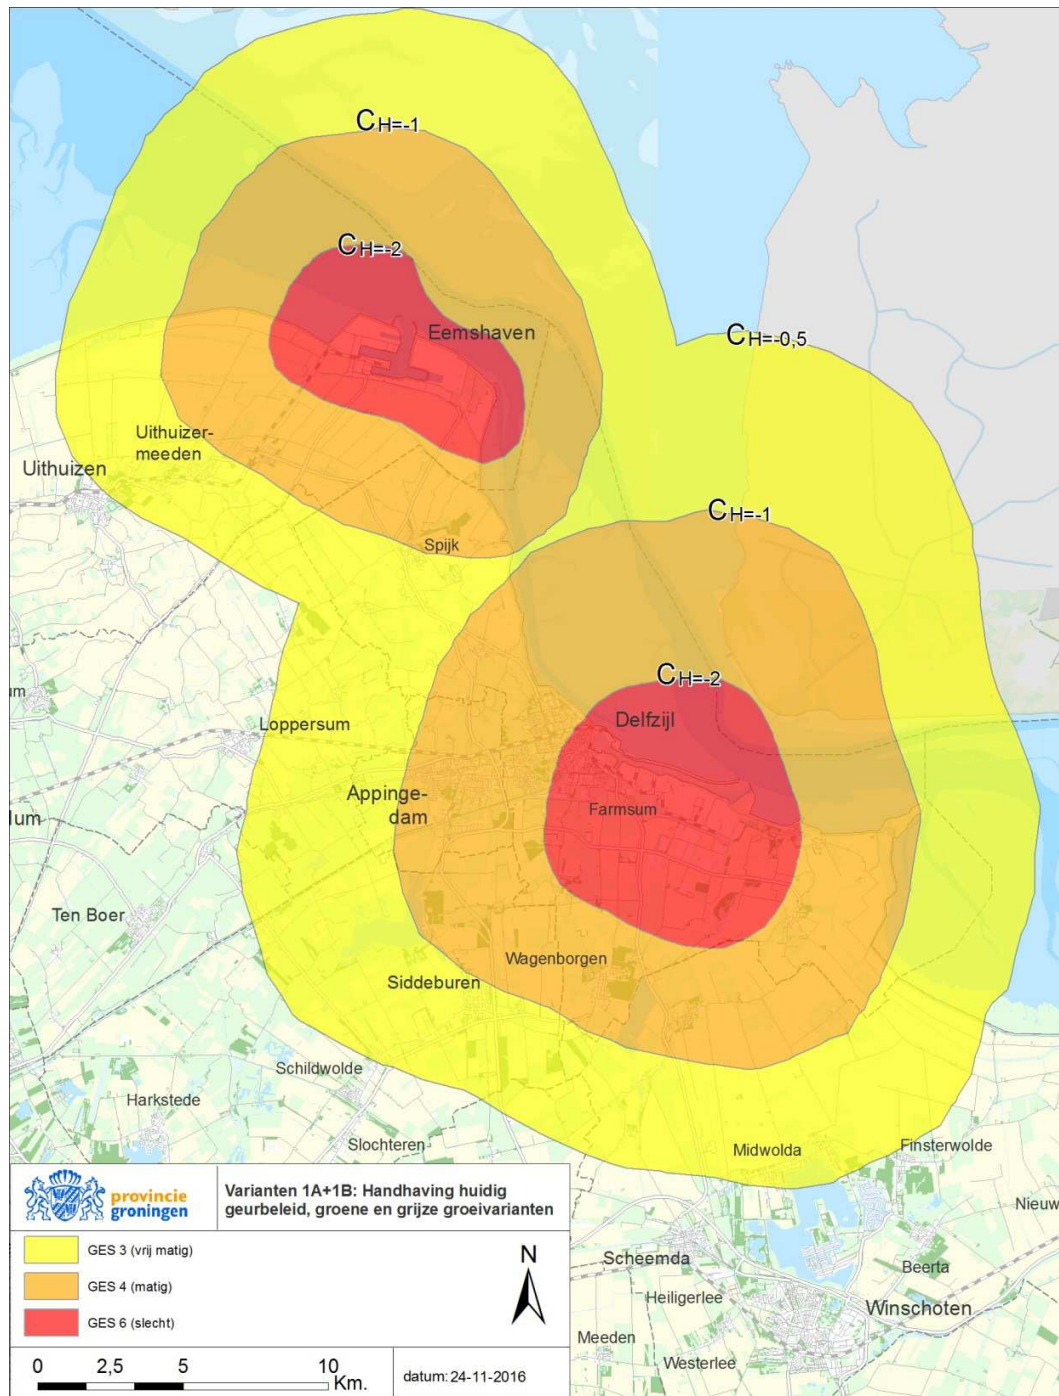 CH=-1
CH=-2
Eemshaven
CH=-0,5
Uithuizer-
meeden
Uithuizen
CH=-1
Spijk
CH=-2
um
Loppersum
Delfzijl
Appinge-
dam
Farmsum
lum
Ten Boer
Wagenborgen
Siddeburen
Schildwolde
Harkstede
Slochteren
Midwolda
Finsterwolde
Nieuw
Scheemda
Beerta
Heiligerlee
Winschoten
Meeden
Westerlee
provincie
groningen
Varianten 1A+1B: Handhaving huidig
geurbeleid, groene en grijze groeivarianten
GES 3 (vrij matig)
GES 4 (matig)
GES 6 (slecht)
N
0 2,5 5 10
Km.
datum: 24-11-2016